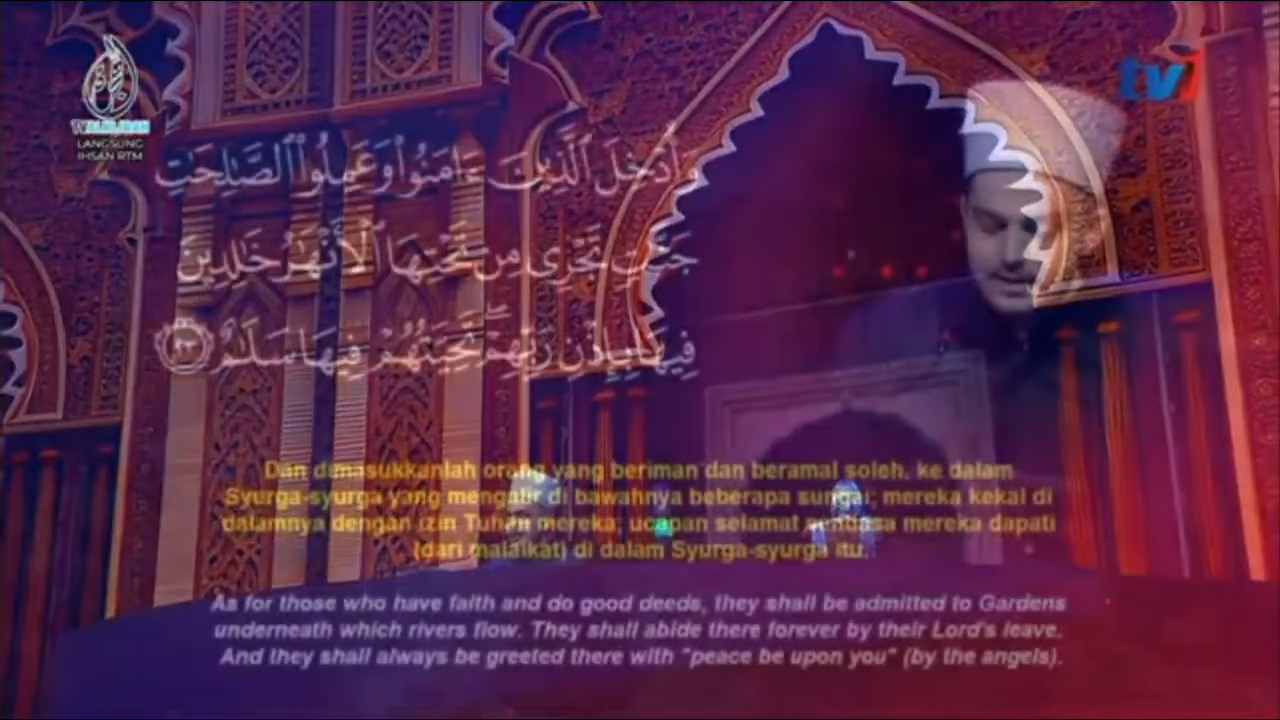 tv1
TVALHIJRAH
LANGSUNG
IHSAN RTM
وَأُدْخِلَ ٱلَّذِينَ ءَامَنُوا۟ وَعَمِلُوا۟ ٱلصَّـٰلِحَـٰتِ
جَنَّـٰتٍ تَجْرِى مِن تَحْتِهَا ٱلْأَنْهَـٰرُ خَـٰلِدِينَ
فِيهَا بِإِذْنِ رَبِّهِمْ ۖ تَحِيَّتُهُمْ فِيهَا سَلَـٰمٌ ٢٣
Dan dimasukkanlah orang yang beriman dan beramal soleh, ke dalam
Syurga-syurga yang mengalir di bawahnya beberapa sungai; mereka kekal di
dalamnya dengan izin Tuhan mereka; ucapan selamat sentiasa mereka dapati
(dari malaikat) di dalam Syurga-syurga itu.
As for those who have faith and do good deeds, they shall be admitted to Gardens
underneath which rivers flow. They shall abide there forever by their Lord's leave.
And they shall always be greeted there with "peace be upon you" (by the angels).